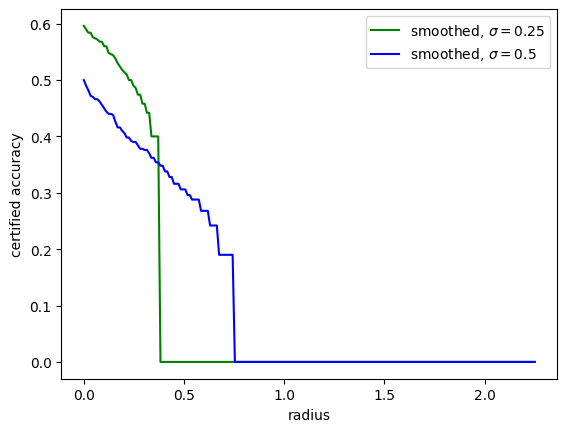 smoothed, σ = 0.25
smoothed, σ = 0.5
certified accuracy
0.6
0.5
0.4
0.3
0.2
0.1
0.0
0.0 0.5 1.0 1.5 2.0
radius